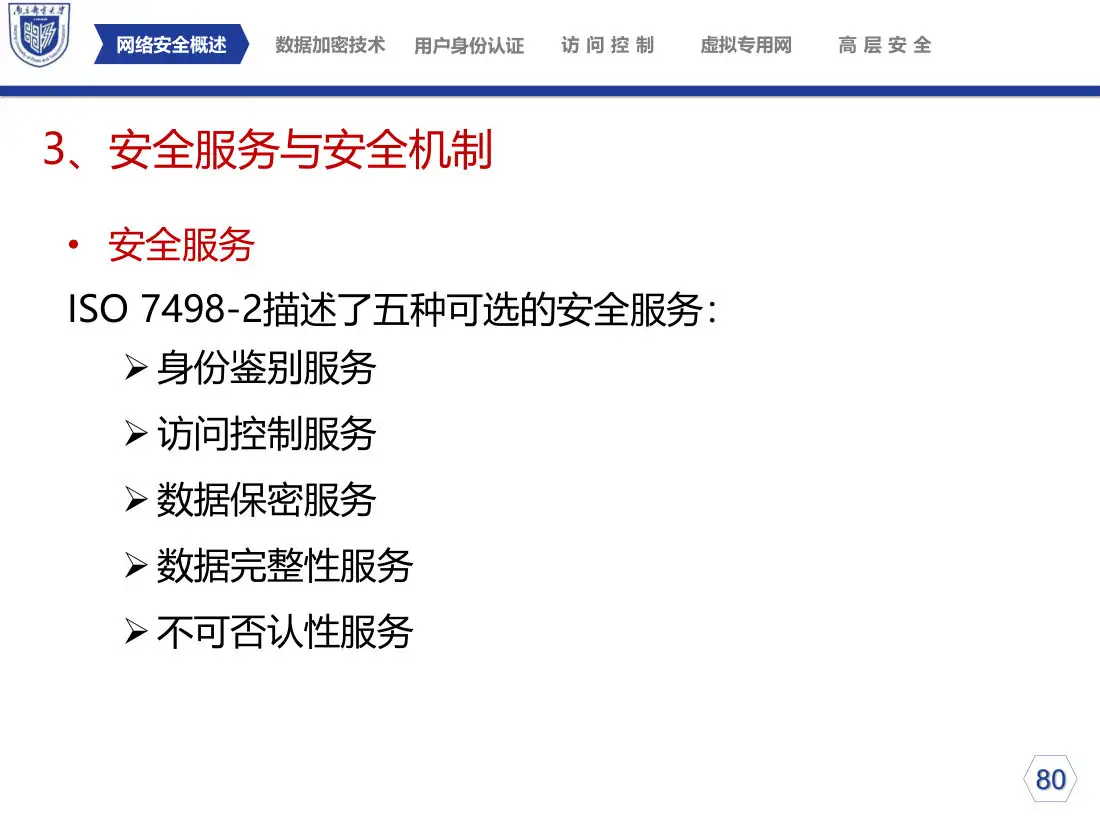 网络安全概述 数据加密技术 用户身份认证 访问控制 虚拟专用网 高层安全
3、安全服务与安全机制
• 安全服务
ISO 7498-2描述了五种可选的安全服务：
➢ 身份鉴别服务
➢ 访问控制服务
➢ 数据保密服务
➢ 数据完整性服务
➢ 不可否认性服务
80